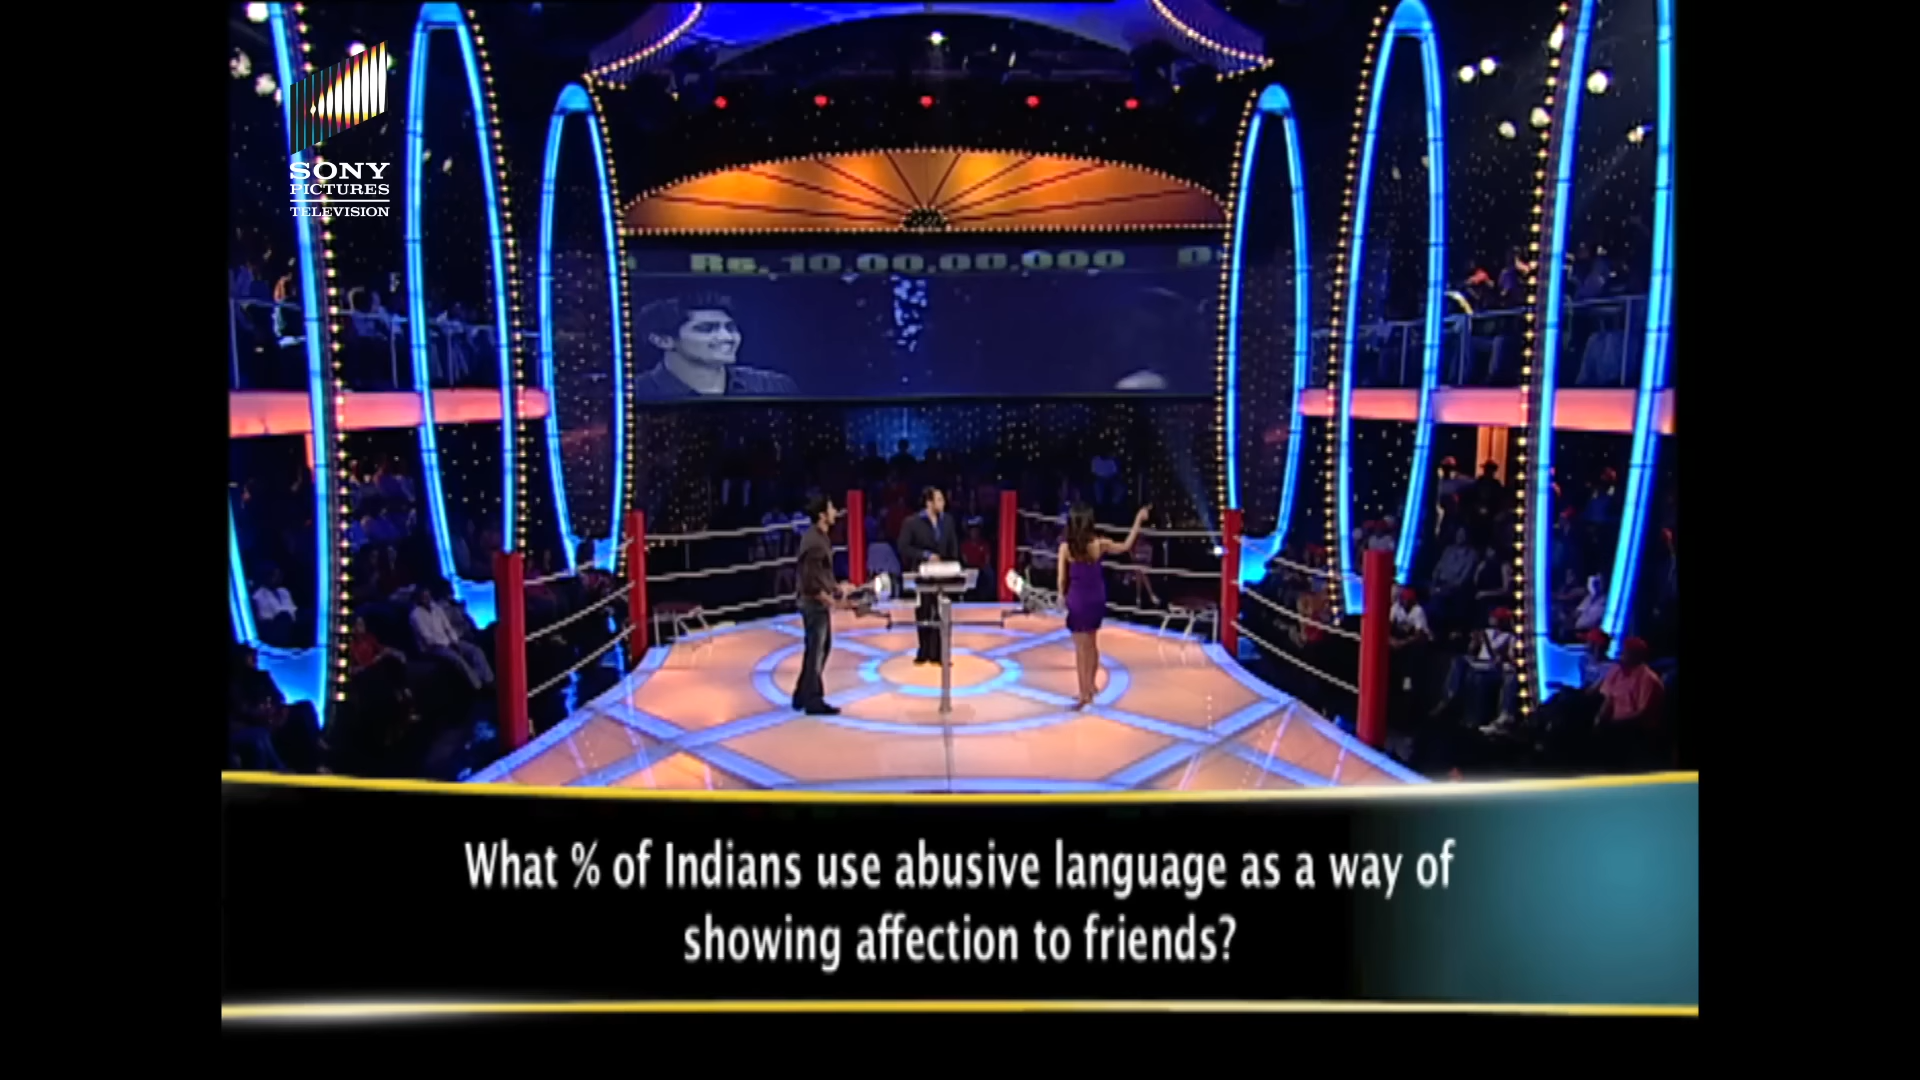 SONY
PICTURES
TELEVISION
Rs. 10,00,00,000
What % of Indians use abusive language as a way of
showing affection to friends?